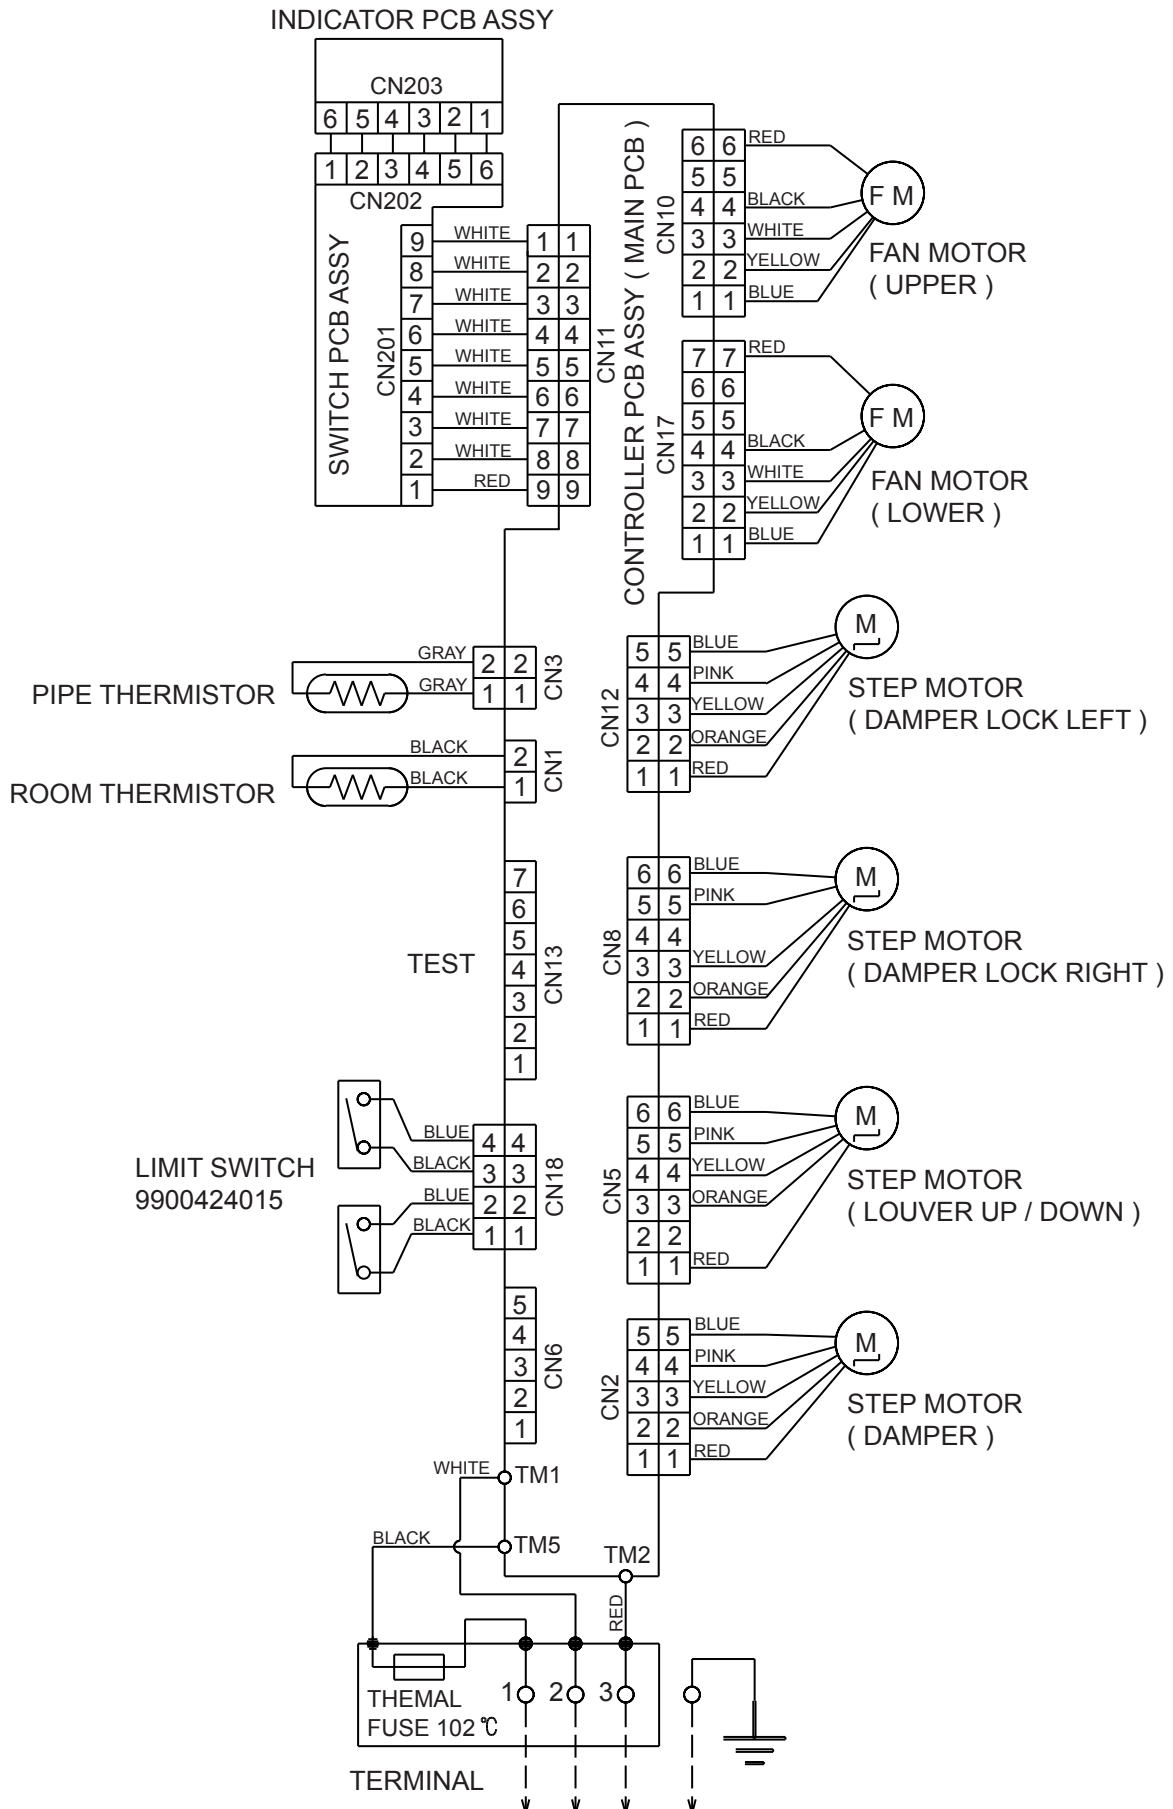 INDICATOR PCB ASSY
CN203
6 5 4 3 2 1
1 2 3 4 5 6
CN202
SWITCH PCB ASSY
CN201
9 WHITE 1 1
8 WHITE 2 2
7 WHITE 3 3
6 WHITE 4 4
5 WHITE 5 5
4 WHITE 6 6
3 WHITE 7 7
2 WHITE 8 8
1 RED 9 9
CN11
CONTROLLER PCB ASSY ( MAIN PCB )
CN10
6 6 RED
5 5
4 4 BLACK
3 3 WHITE
2 2 YELLOW
1 1 BLUE
F M
FAN MOTOR
( UPPER )
CN17
7 7 RED
6 6
5 5
4 4 BLACK
3 3 WHITE
2 2 YELLOW
1 1 BLUE
F M
FAN MOTOR
( LOWER )
PIPE THERMISTOR
GRAY 2 2
GRAY 1 1
CN3
ROOM THERMISTOR
BLACK 2
BLACK 1
CN1
CN12
5 5 BLUE
4 4 PINK
3 3 YELLOW
2 2 ORANGE
1 1 RED
M
STEP MOTOR
( DAMPER LOCK LEFT )
TEST
7
6
5
4
3
2
1
CN13
CN8
6 6 BLUE
5 5 PINK
4 4
3 3 YELLOW
2 2 ORANGE
1 1 RED
M
STEP MOTOR
( DAMPER LOCK RIGHT )
LIMIT SWITCH
9900424015
BLUE 4 4
BLACK 3 3
BLUE 2 2
BLACK 1 1
CN18
CN5
6 6 BLUE
5 5 PINK
4 4 YELLOW
3 3 ORANGE
2 2
1 1 RED
M
STEP MOTOR
( LOUVER UP / DOWN )
5
4
3
2
1
CN6
CN2
5 5 BLUE
4 4 PINK
3 3 YELLOW
2 2 ORANGE
1 1 RED
M
STEP MOTOR
( DAMPER )
WHITE TM1
BLACK TM5
TM2
RED
1 2 3
THEMAL
FUSE 102 ℃
TERMINAL